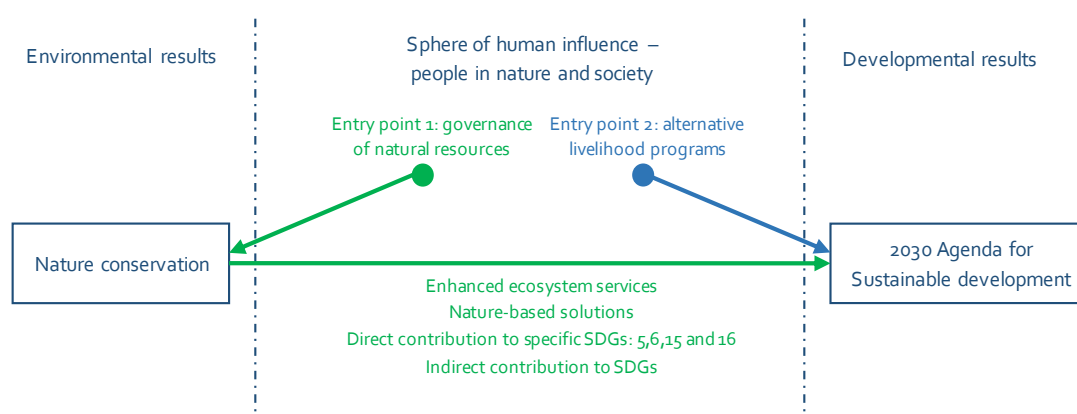 Environmental results
Sphere of human influence –
people in nature and society
Developmental results
Entry point 1: governance
of natural resources
Entry point 2: alternative
livelihood programs
Nature conservation
2030 Agenda for
Sustainable development
Enhanced ecosystem services
Nature-based solutions
Direct contribution to specific SDGs: 5,6,15 and 16
Indirect contribution to SDGs